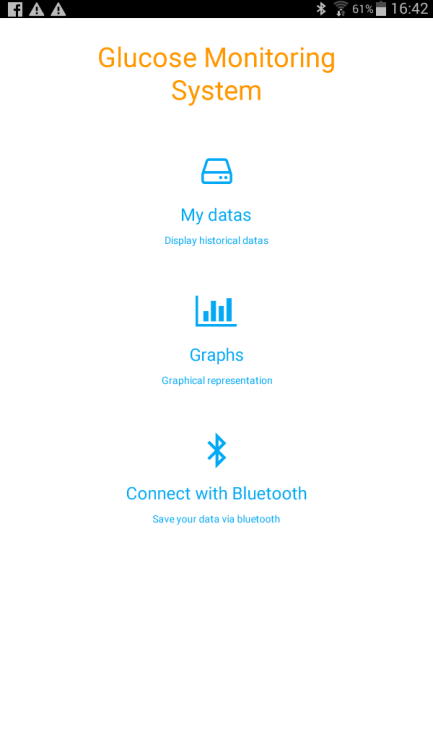 61% 16:42
Glucose Monitoring
System
My datas
Display historical datas
Graphs
Graphical representation
Connect with Bluetooth
Save your data via bluetooth